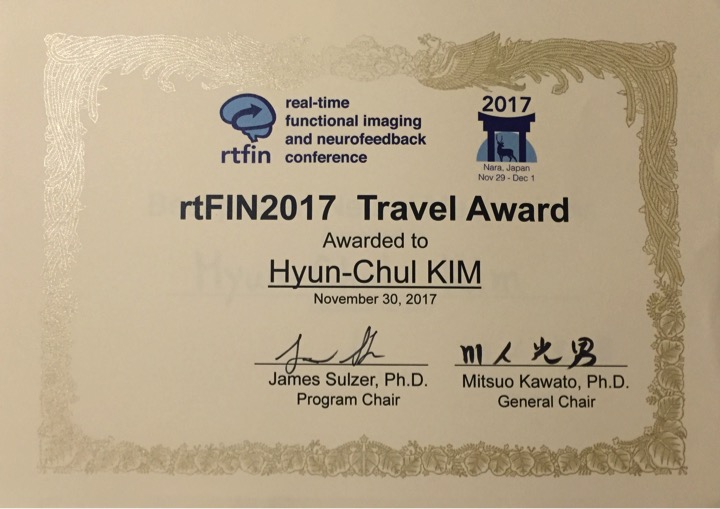 rtfin
real-time
functional imaging
and neurofeedback
conference
2017
Nara, Japan
Nov 29 - Dec 1
rtFIN2017 Travel Award
Awarded to
Hyun-Chul KIM
November 30, 2017
James Sulzer, Ph.D.
Program Chair
川人光男
Mitsuo Kawato, Ph.D.
General Chair